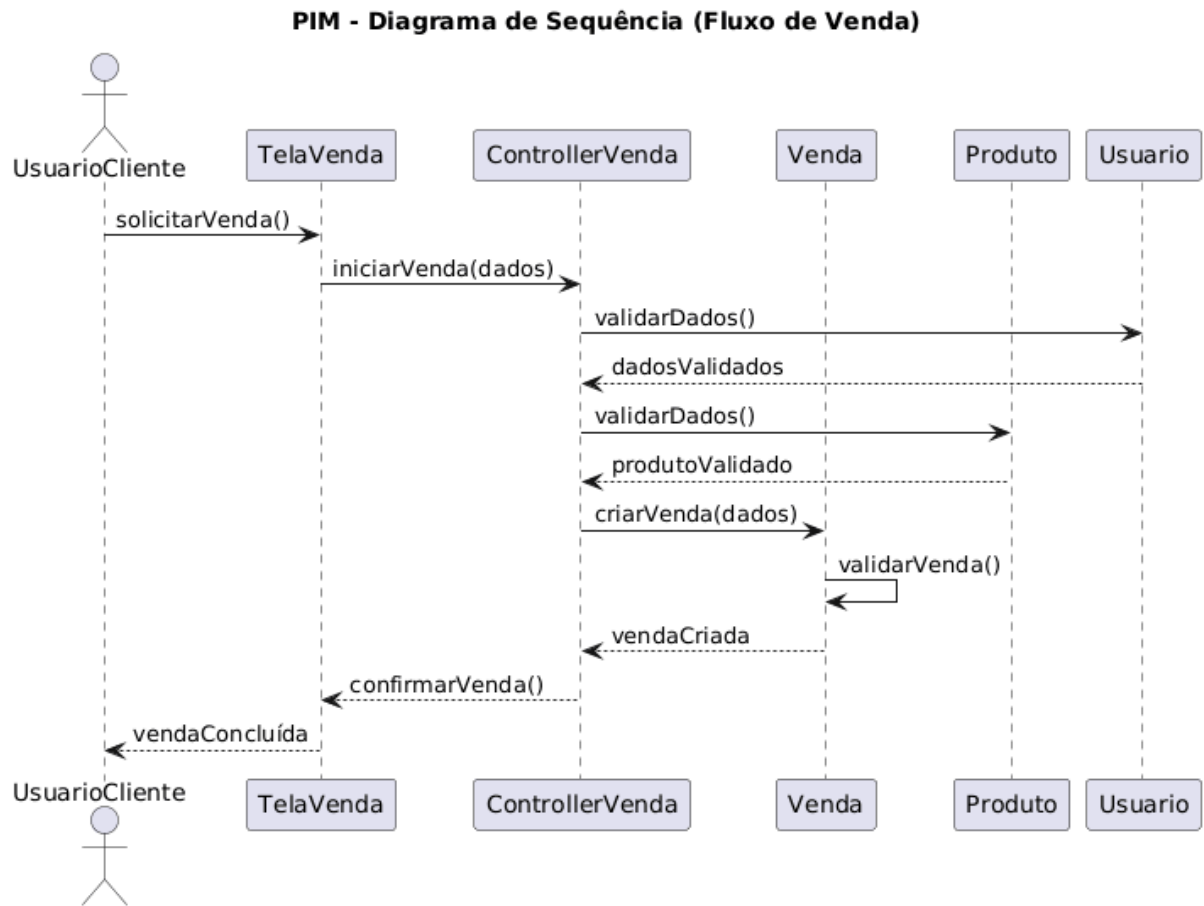 PIM - Diagrama de Sequência (Fluxo de Venda)
UsuarioCliente
TelaVenda
ControllerVenda
Venda
Produto
Usuario
solicitarVenda()
iniciarVenda(dados)
validarDados()
dadosValidados
validarDados()
produtoValidado
criarVenda(dados)
validarVenda()
vendaCriada
confirmarVenda()
vendaConcluída
UsuarioCliente
TelaVenda
ControllerVenda
Venda
Produto
Usuario